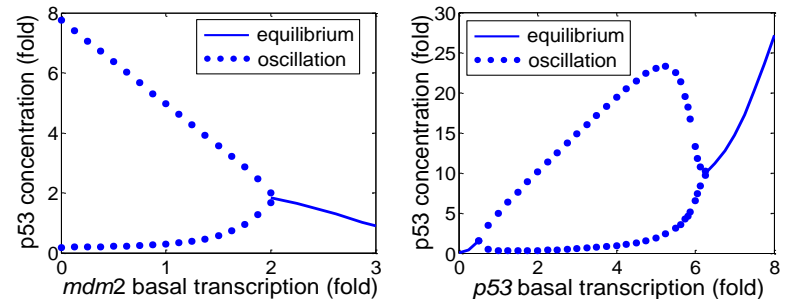 8
6
4
2
0
p53 concentration (fold)
equilibrium
oscillation
0 1 2 3
mdm2 basal transcription (fold)
30
25
20
15
10
5
0
p53 concentration (fold)
equilibrium
oscillation
0 2 4 6 8
p53 basal transcription (fold)